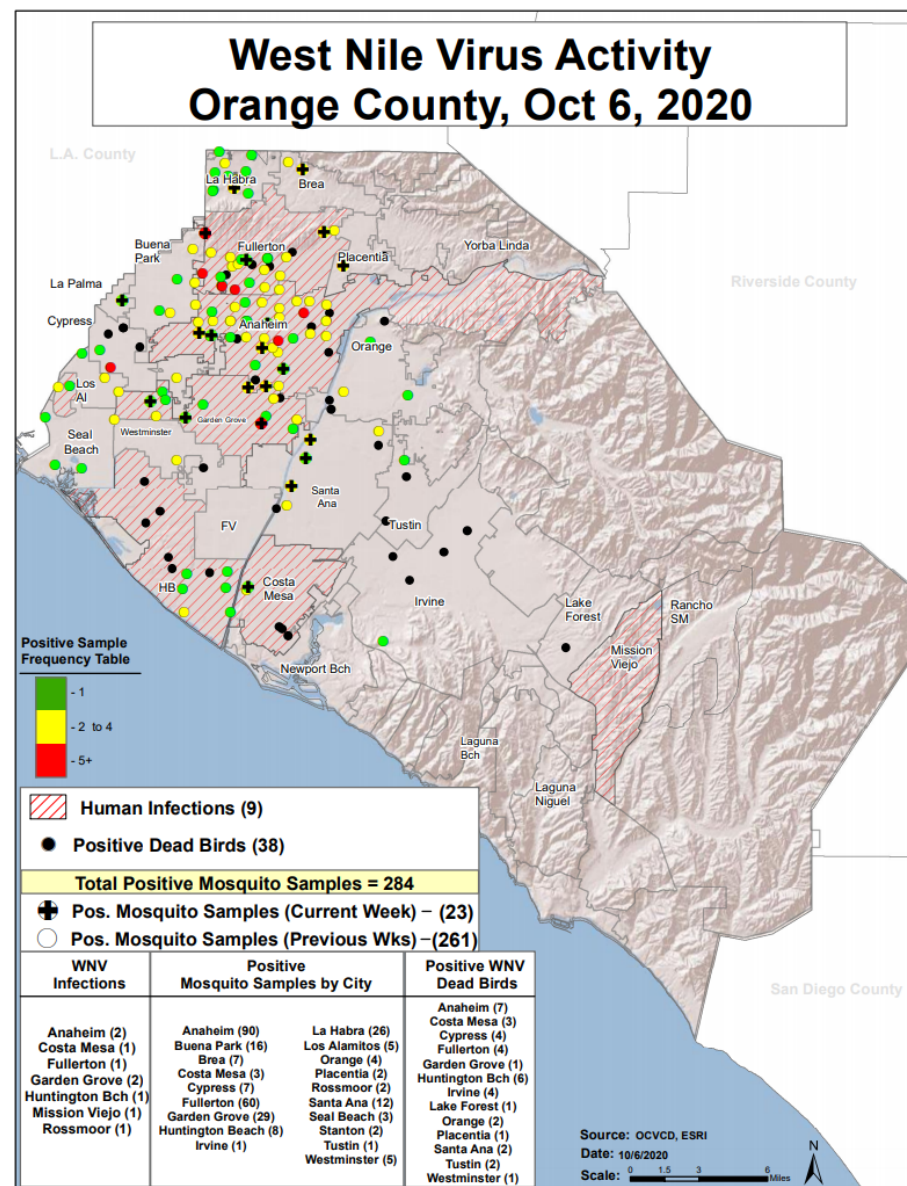 West Nile Virus Activity
Orange County, Oct 6, 2020
L.A. County
La Habra
Brea
Buena
Park
Fullerton
Placentia
Yorba Linda
La Palma
Riverside County
Cypress
Anaheim
Orange
Los
Al
Garden Grove
Westminster
Seal
Beach
Santa
Ana
FV
Tustin
HB
Costa
Mesa
Irvine
Lake
Forest
Rancho
SM
Mission
Viejo
Newport Bch
Laguna
Bch
Laguna
Niguel
San Diego County
Positive Sample
Frequency Table
- 1
- 2 to 4
- 5+
Human Infections (9)
Positive Dead Birds (38)
Total Positive Mosquito Samples = 284
Pos. Mosquito Samples (Current Week) – (23)
Pos. Mosquito Samples (Previous Wks) –(261)
WNV
Infections
Anaheim (2)
Costa Mesa (1)
Fullerton (1)
Garden Grove (2)
Huntington Bch (1)
Mission Viejo (1)
Rossmoor (1)
Positive
Mosquito Samples by City
Anaheim (90)
Buena Park (16)
Brea (7)
Costa Mesa (3)
Cypress (7)
Fullerton (60)
Garden Grove (29)
Huntington Beach (8)
Irvine (1)
La Habra (26)
Los Alamitos (5)
Orange (4)
Placentia (2)
Rossmoor (2)
Santa Ana (12)
Seal Beach (3)
Stanton (2)
Tustin (1)
Westminster (5)
Positive WNV
Dead Birds
Anaheim (7)
Costa Mesa (3)
Cypress (4)
Fullerton (4)
Garden Grove (1)
Huntington Bch (6)
Irvine (4)
Lake Forest (1)
Orange (2)
Placentia (1)
Santa Ana (2)
Tustin (2)
Westminster (1)
Source: OCVCD, ESRI
Date: 10/6/2020
Scale: 0 1.5 3 6 Miles
N